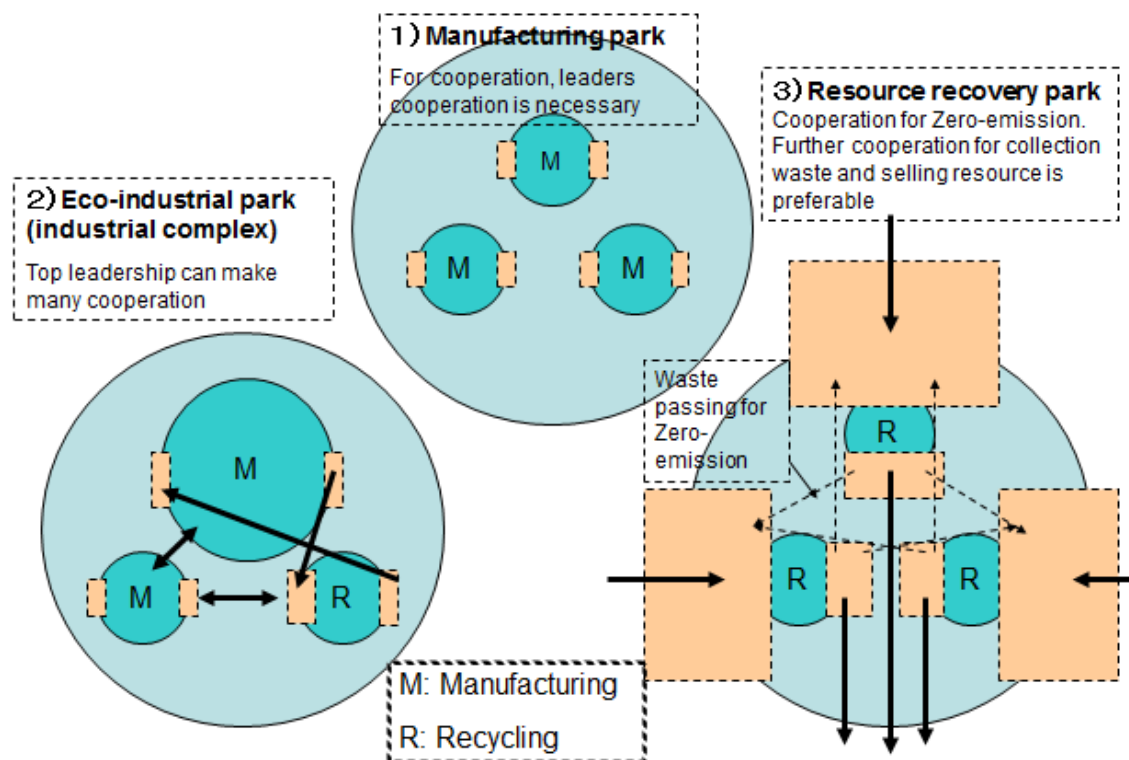 1) Manufacturing park
For cooperation, leaders
cooperation is necessary
M
M
M
2) Eco-industrial park
(industrial complex)
Top leadership can make
many cooperation
M
M
R
3) Resource recovery park
Cooperation for Zero-emission.
Further cooperation for collection
waste and selling resource is
preferable
Waste
passing for
Zero-
emission
R
R
R
M: Manufacturing
R: Recycling